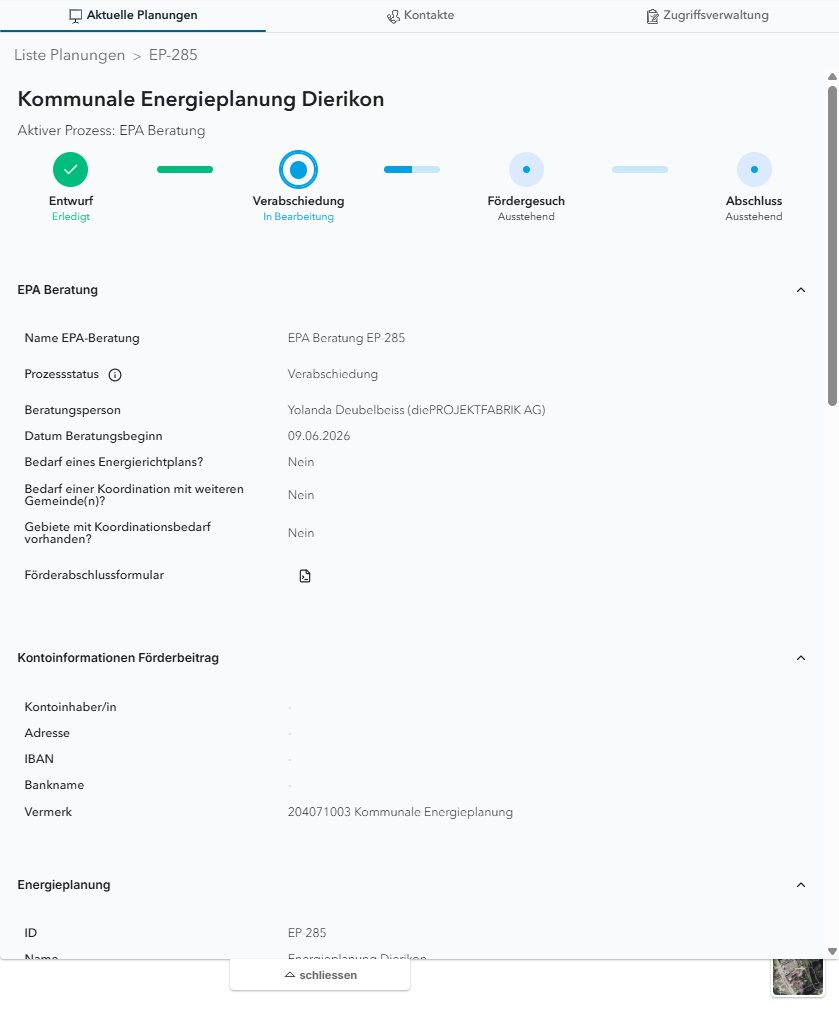 Aktuelle Planungen
Kontakte
Zugriffsverwaltung
Liste Planungen > EP-285
Kommunale Energieplanung Dierikon
Aktiver Prozess: EPA Beratung
Entwurf
Erledigt
Verabschiedung
In Bearbeitung
Fördergesuch
Ausstehend
Abschluss
Ausstehend
EPA Beratung
Name EPA-Beratung EPA Beratung EP-285
Prozessstatus Verabschiedung
Beratungsperson Yolanda Deubelbeiss (diePROJEKTFABRIK AG)
Datum Beratungsbeginn 09.06.2026
Bedarf eines Energierichtplans? Nein
Bedarf einer Koordination mit weiteren
Gemeinde(n)?
Nein
Gebiete mit Koordinationsbedarf
vorhanden?
Nein
Förderabschlussformular
Kontoinformationen Förderbeitrag
Kontoinhaber/in -
Adresse -
IBAN -
Bankname -
Vermerk 204071003 Kommunale Energieplanung
Energieplanung
ID EP-285
Name Energieplanung Dierikon
schliessen